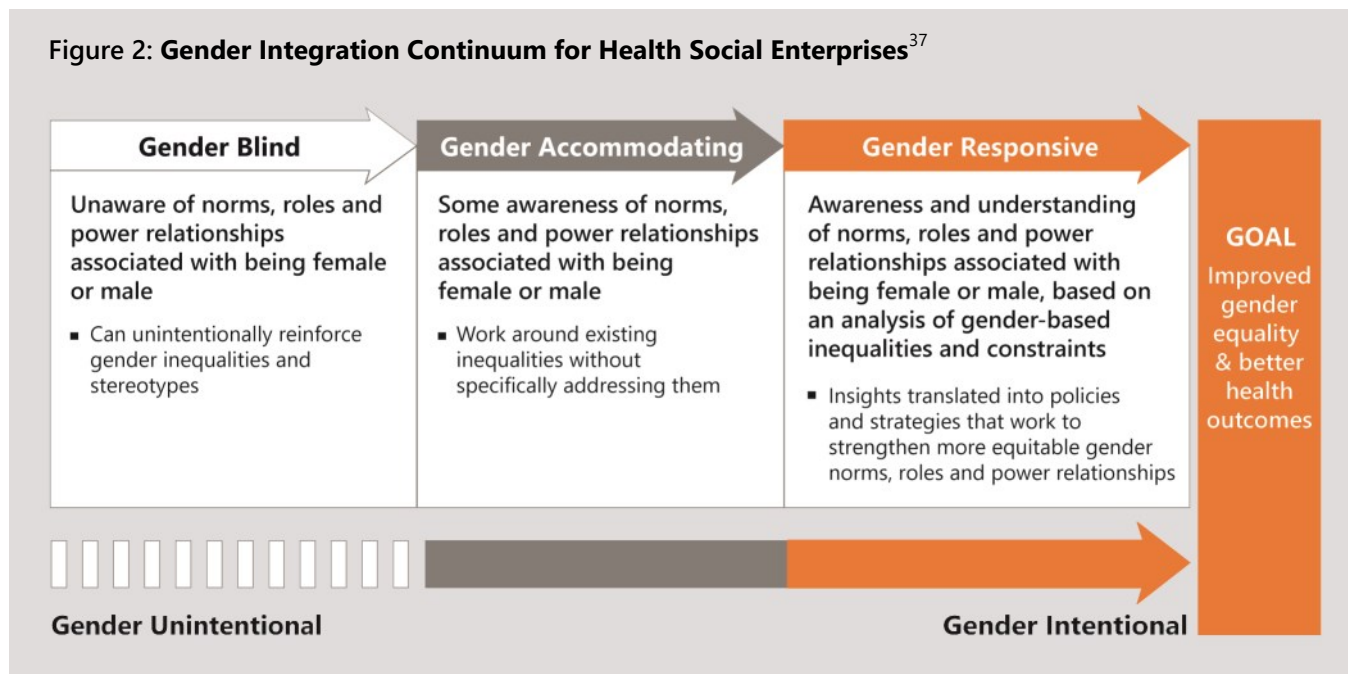 Figure 2: Gender Integration Continuum for Health Social Enterprises37
Gender Blind
Unaware of norms, roles and
power relationships
associated with being female
or male
▪ Can unintentionally reinforce
gender inequalities and
stereotypes
Gender Accommodating
Some awareness of norms,
roles and power relationships
associated with being
female or male
▪ Work around existing
inequalities without
specifically addressing them
Gender Responsive
Awareness and understanding
of norms, roles and power
relationships associated with
being female or male, based on
an analysis of gender-based
inequalities and constraints
▪ Insights translated into policies
and strategies that work to
strengthen more equitable gender
norms, roles and power relationships
GOAL
Improved
gender
equality
& better
health
outcomes
Gender Unintentional
Gender Intentional